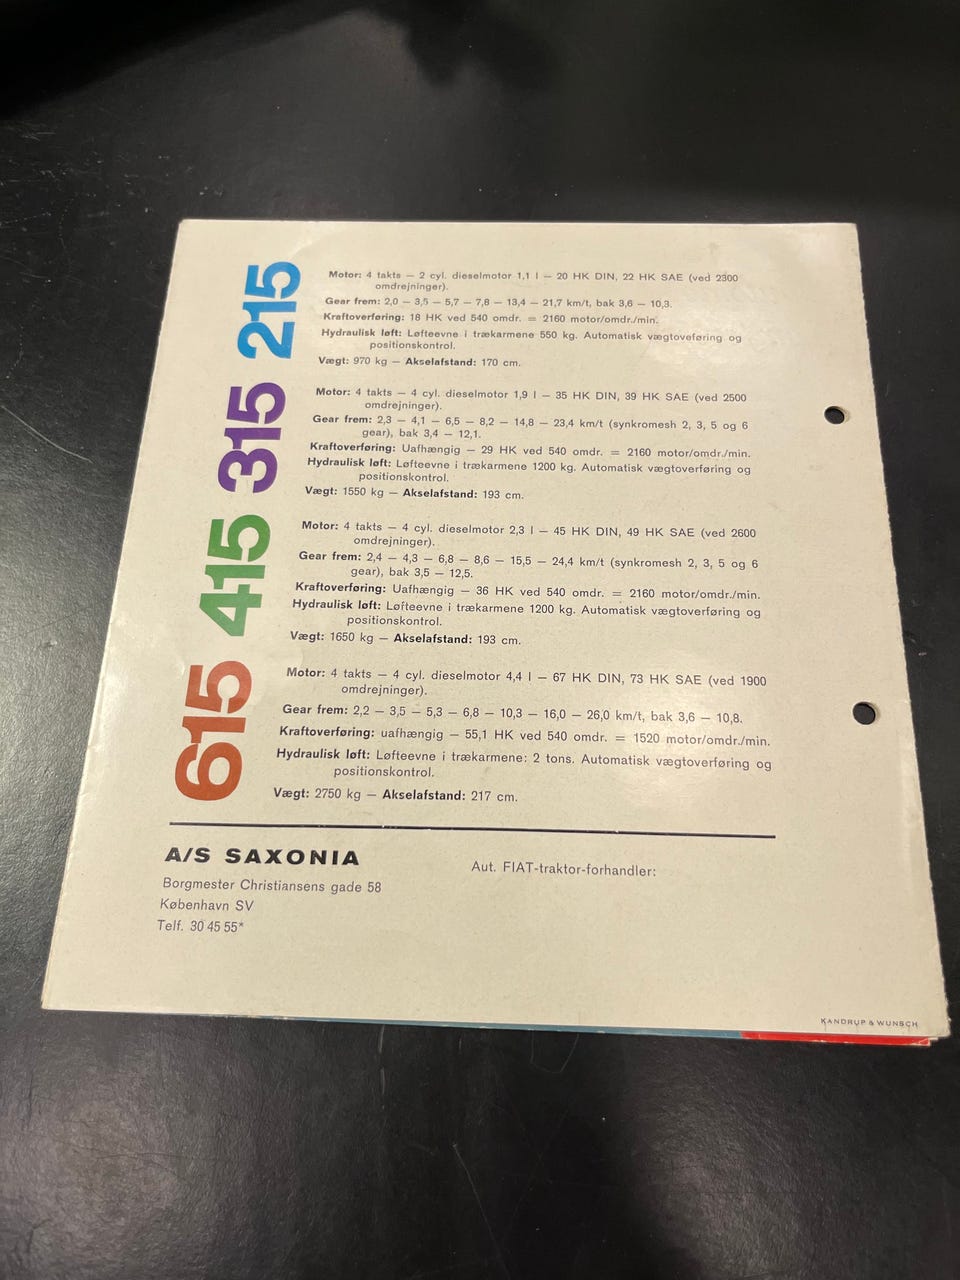 215
Motor: 4 takts — 2 cyl. dieselmotor 1,1 l — 20 HK DIN, 22 HK SAE (ved 2300
omdrejninger).
Gear frem: 2,0 — 3,5 — 5,7 — 7,8 — 13,4 — 21,7 km/t, bak 3,6 — 10,3.
Kraftoverføring: 18 HK ved 540 omdr. = 2160 motor/omdr./min.
Hydraulisk løft: Løfteevne i trækarmene 550 kg. Automatisk vægtoveføring og
positionskontrol.
Vægt: 970 kg — Akselafstand: 170 cm.
315
Motor: 4 takts — 4 cyl. dieselmotor 1,9 l — 35 HK DIN, 39 HK SAE (ved 2500
omdrejninger).
Gear frem: 2,3 — 4,1 — 6,5 — 8,2 — 14,8 — 23,4 km/t (synkromesh 2, 3, 5 og 6
gear), bak 3,4 — 12,1.
Kraftoverføring: Uafhængig — 29 HK ved 540 omdr. = 2160 motor/omdr./min.
Hydraulisk løft: Løfteevne i trækarmene 1200 kg. Automatisk vægtoverføring og
positionskontrol.
Vægt: 1550 kg — Akselafstand: 193 cm.
415
Motor: 4 takts — 4 cyl. dieselmotor 2,3 l — 45 HK DIN, 49 HK SAE (ved 2600
omdrejninger).
Gear frem: 2,4 — 4,3 — 6,8 — 8,6 — 15,5 — 24,4 km/t (synkromesh 2, 3, 5 og 6
gear), bak 3,5 — 12,5.
Kraftoverføring: Uafhængig — 36 HK ved 540 omdr. = 2160 motor/omdr./min.
Hydraulisk løft: Løfteevne i trækarmene 1200 kg. Automatisk vægtoverføring og
positionskontrol.
Vægt: 1650 kg — Akselafstand: 193 cm.
615
Motor: 4 takts — 4 cyl. dieselmotor 4,4 l — 67 HK DIN, 73 HK SAE (ved 1900
omdrejninger).
Gear frem: 2,2 — 3,5 — 5,3 — 6,8 — 10,3 — 16,0 — 26,0 km/t, bak 3,6 — 10,8.
Kraftoverføring: uafhængig — 55,1 HK ved 540 omdr. = 1520 motor/omdr./min.
Hydraulisk løft: Løfteevne i trækarmene: 2 tons. Automatisk vægtoverføring og
positionskontrol.
Vægt: 2750 kg — Akselafstand: 217 cm.
A/S SAXONIA
Borgmester Christiansens gade 58
København SV
Telf. 30 45 55*
Aut. FIAT-traktor-forhandler:
KANDRUP & WUNSCH